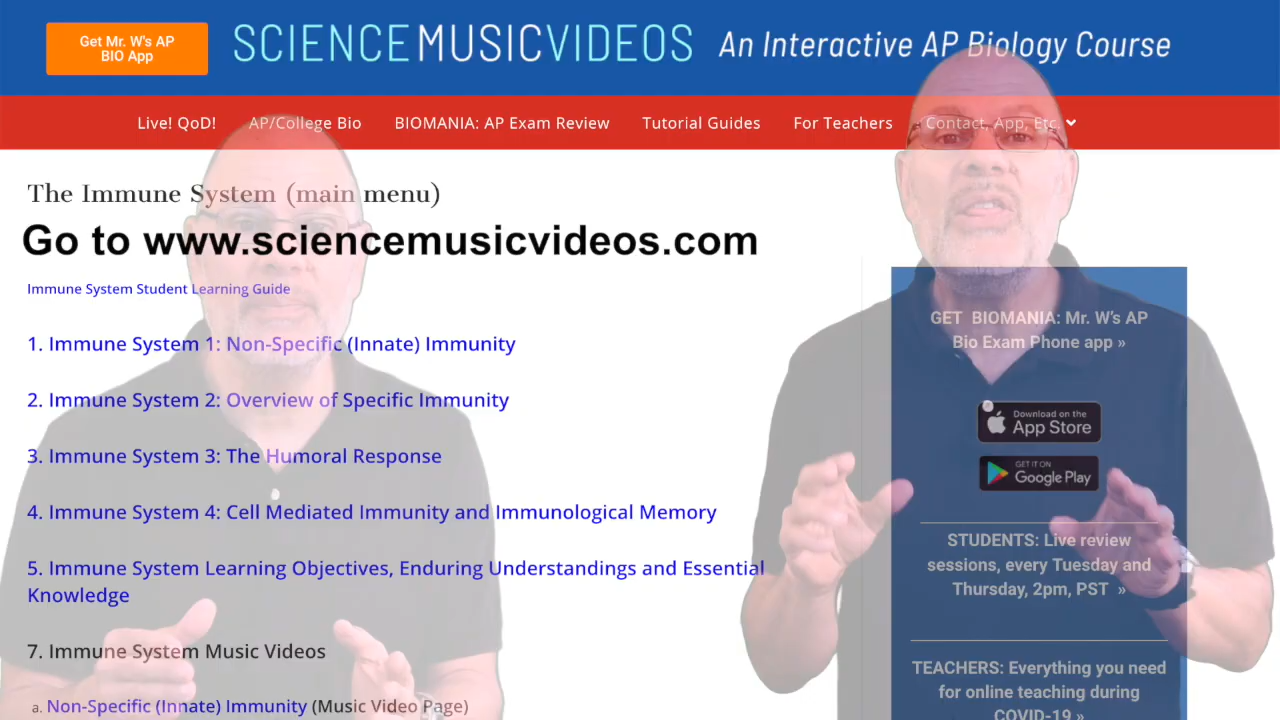 Get Mr. W's AP
BIO App
SCIENCEMUSICVIDEOS An Interactive AP Biology Course
Live! QoD! AP/College Bio BIOMANIA: AP Exam Review Tutorial Guides For Teachers Contact, App, Etc.
The Immune System (main menu)
Go to www.sciencemusicvideos.com
Immune System Student Learning Guide
1. Immune System 1: Non-Specific (Innate) Immunity
2. Immune System 2: Overview of Specific Immunity
3. Immune System 3: The Humoral Response
4. Immune System 4: Cell Mediated Immunity and Immunological Memory
5. Immune System Learning Objectives, Enduring Understandings and Essential
Knowledge
7. Immune System Music Videos
a. Non-Specific (Innate) Immunity (Music Video Page)
GET BIOMANIA: Mr. W's AP
Bio Exam Phone app »
Download on the
App Store
GET IT ON
Google Play
STUDENTS: Live review
sessions, every Tuesday and
Thursday, 2pm, PST »
TEACHERS: Everything you need
for online teaching during
COVID-19 »